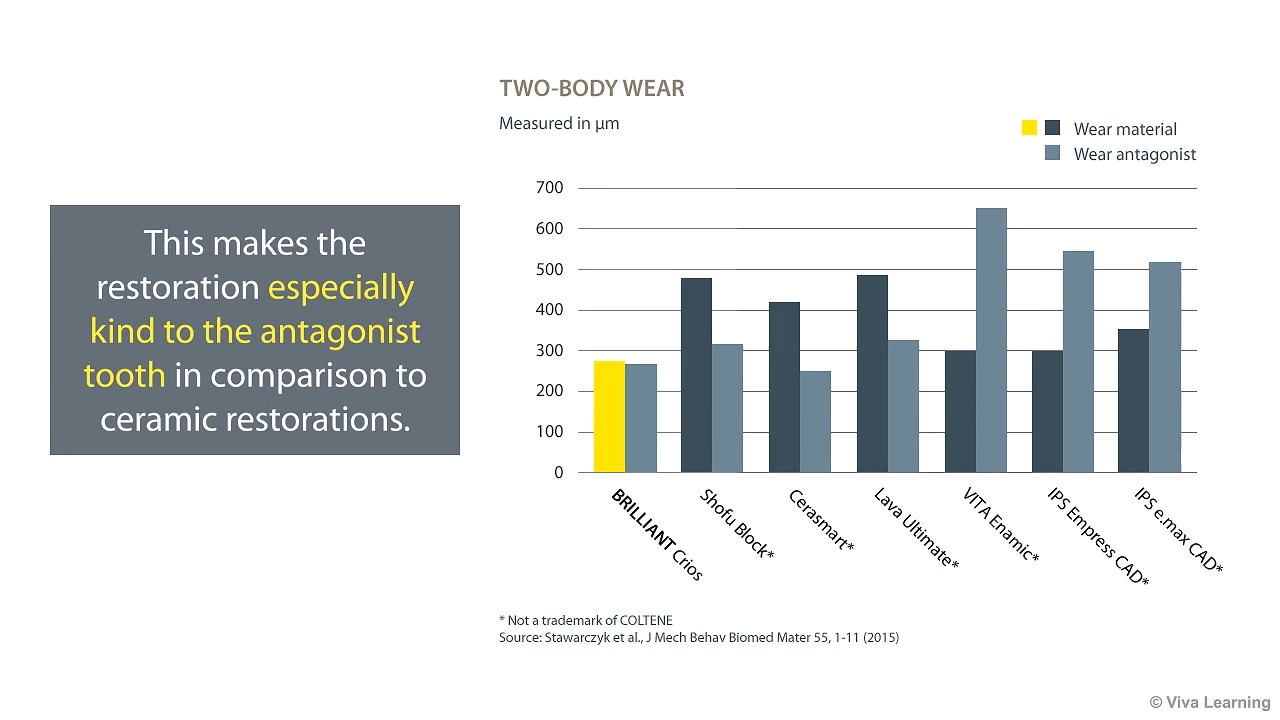 TWO-BODY WEAR
Measured in µm
Wear material
Wear antagonist
This makes the
restoration especially
kind to the antagonist
tooth in comparison to
ceramic restorations.
700
600
500
400
300
200
100
0
BRILLIANT Crios
Shofu Block*
Cerasmart*
Lava Ultimate*
VITA Enamic*
IPS Empress CAD*
IPS e.max CAD*
* Not a trademark of COLTENE
Source: Stawarczyk et al., J Mech Behav Biomed Mater 55, 1-11 (2015)
© Viva Learning